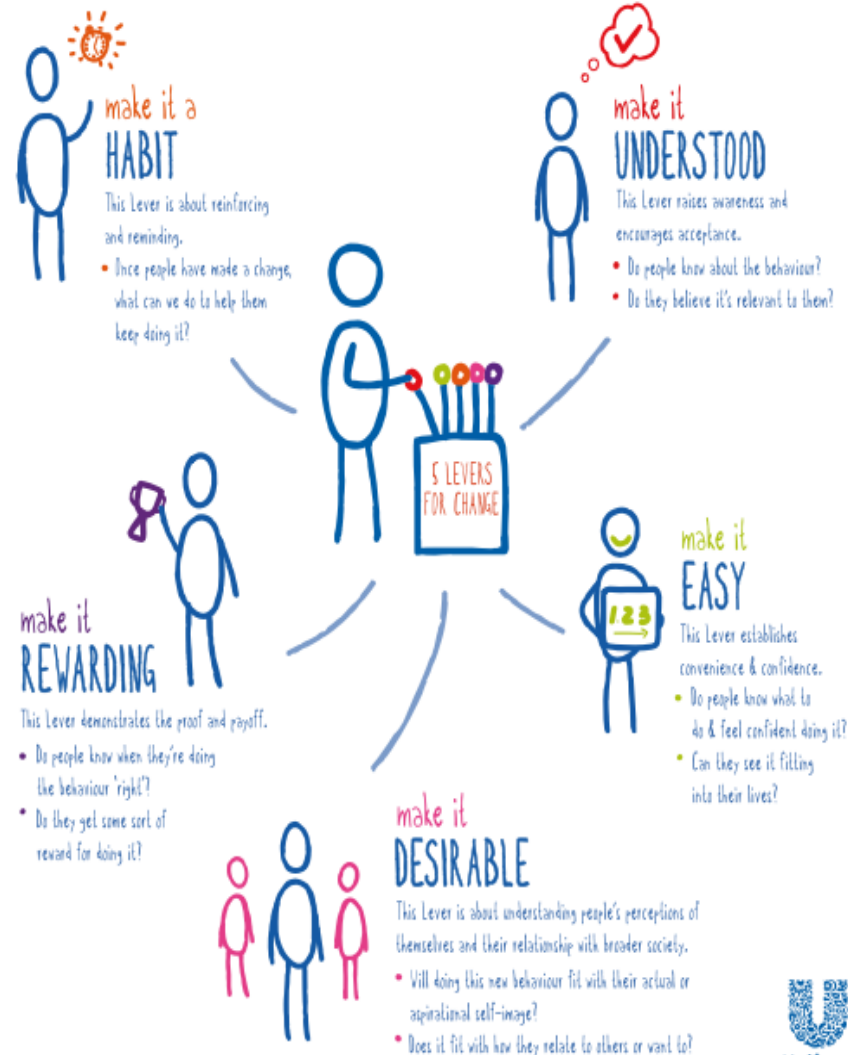 make it a
HABIT
This Lever is about reinforcing
and reminding.
• Once people have made a change,
what can we do to help them
keep doing it?
make it
UNDERSTOOD
This Lever raises awareness and
encourages acceptance.
• Do people know about the behaviour?
• Do they believe it's relevant to them?
5 LEVERS
FOR CHANGE
make it
EASY
1.2.3
This Lever establishes
convenience & confidence.
• Do people know what to
do & feel confident doing it?
• Can they see it fitting
into their lives?
make it
REWARDING
This Lever demonstrates the proof and payoff.
• Do people know when they're doing
the behaviour 'right'?
• Do they get some sort of
reward for doing it?
make it
DESIRABLE
This Lever is about understanding people's perceptions of
themselves and their relationship with broader society.
• Will doing this new behaviour fit with their actual or
aspirational self-image?
• Does it fit with how they relate to others or want to?